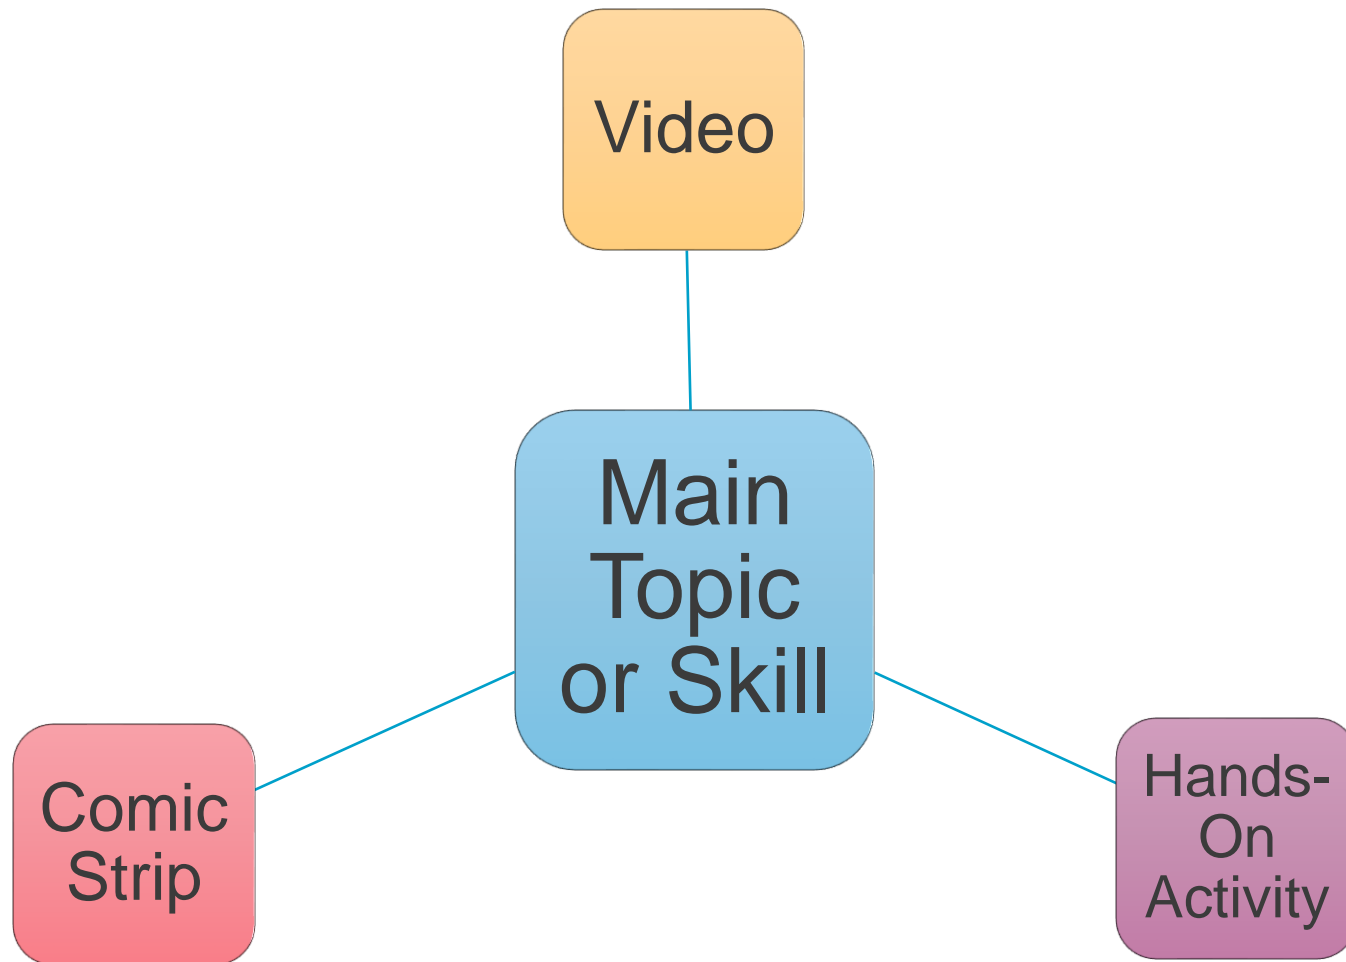 Video
Main
Topic
or Skill
Comic
Strip
Hands-
On
Activity